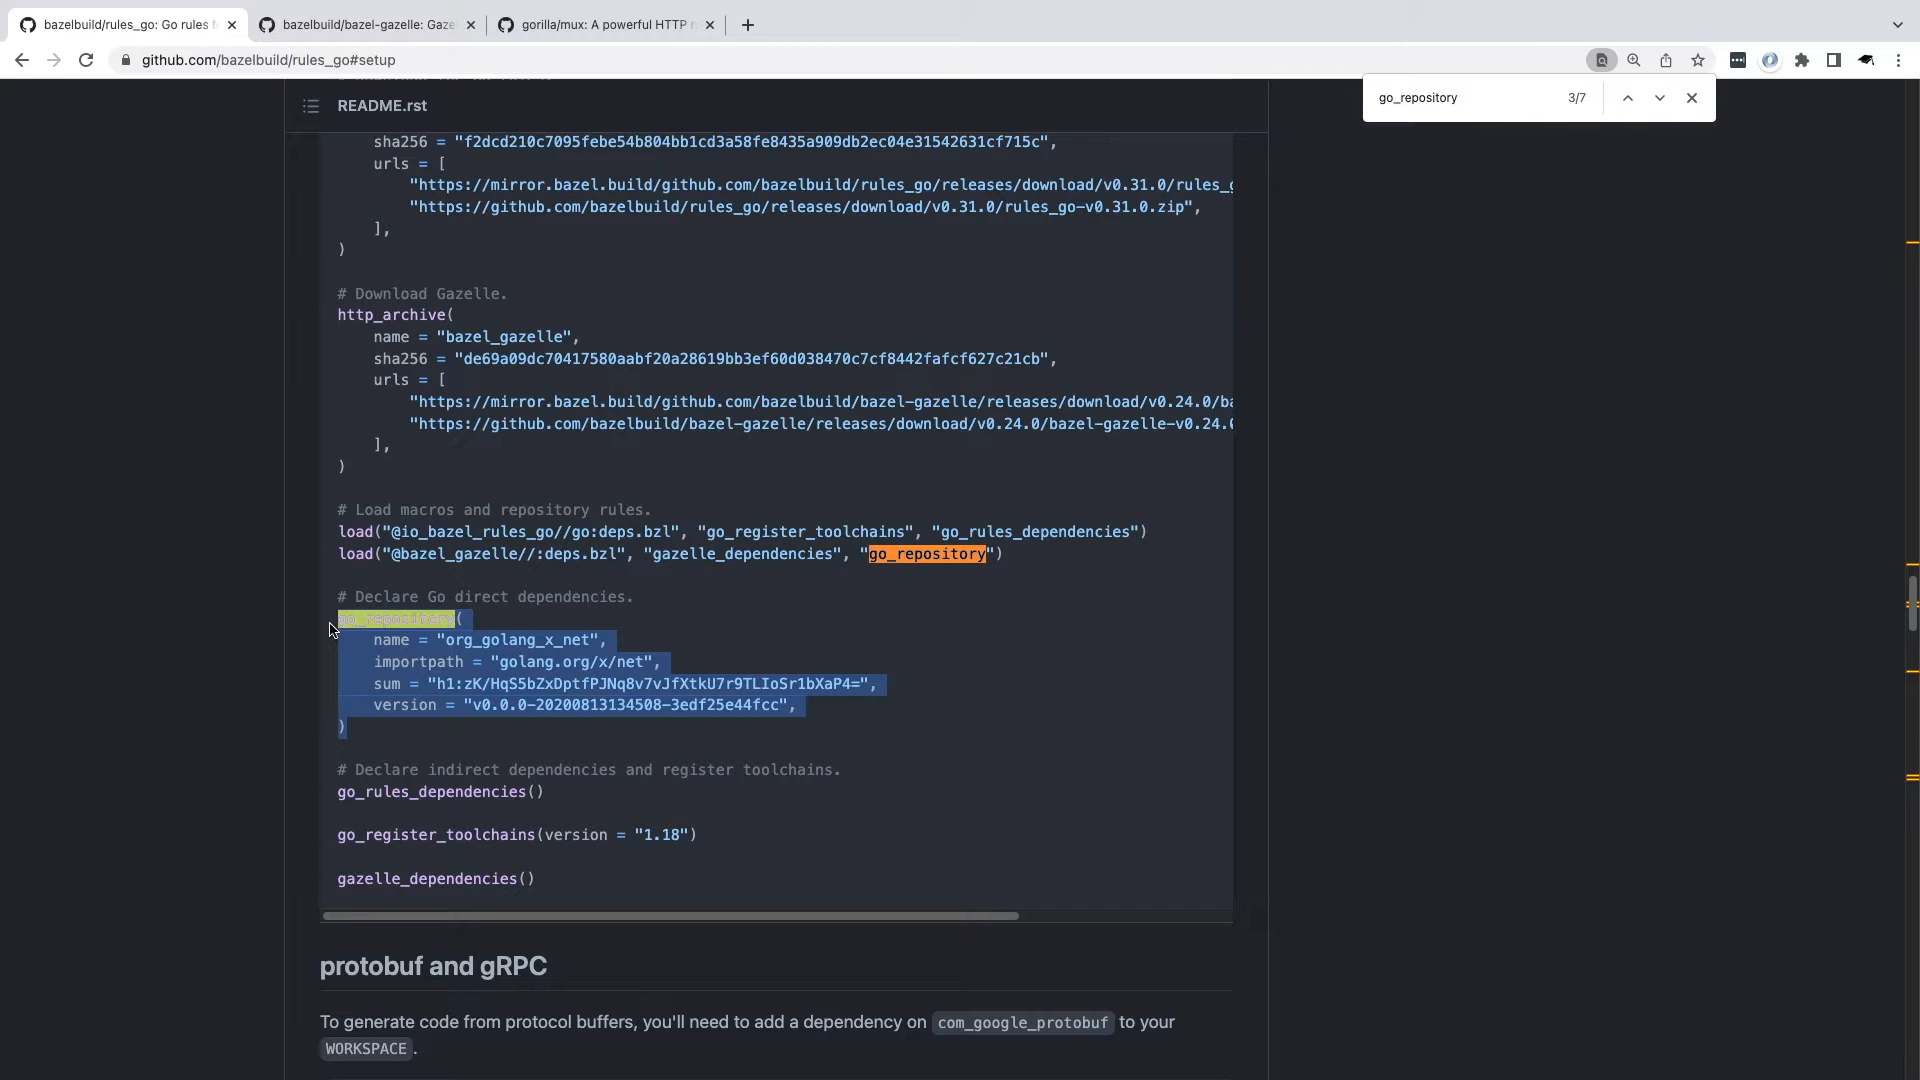 bazelbuild/rules_go: Go rules f
bazelbuild/bazel-gazelle: Gaze
gorilla/mux: A powerful HTTP r
github.com/bazelbuild/rules_go#setup
go_repository 3/7
README.rst
sha256 = "f2dcd210c7095febe54b804bb1cd3a58fe8435a909db2ec04e31542631cf715c",
urls = [
"https://mirror.bazel.build/github.com/bazelbuild/rules_go/releases/download/v0.31.0/rules_g
"https://github.com/bazelbuild/rules_go/releases/download/v0.31.0/rules_go-v0.31.0.zip",
],
)
# Download Gazelle.
http_archive(
name = "bazel_gazelle",
sha256 = "de69a09dc70417580aabf20a28619bb3ef60d038470c7cf8442fafcf627c21cb",
urls = [
"https://mirror.bazel.build/github.com/bazelbuild/bazel-gazelle/releases/download/v0.24.0/ba
"https://github.com/bazelbuild/bazel-gazelle/releases/download/v0.24.0/bazel-gazelle-v0.24.0
],
)
# Load macros and repository rules.
load("@io_bazel_rules_go//go:deps.bzl", "go_register_toolchains", "go_rules_dependencies")
load("@bazel_gazelle//:deps.bzl", "gazelle_dependencies", "go_repository")
# Declare Go direct dependencies.
go_repository(
name = "org_golang_x_net",
importpath = "golang.org/x/net",
sum = "h1:zK/HqS5bZxDptfPJNq8v7vJfXtkU7r9TLIoSr1bXaP4=",
version = "v0.0.0-20200813134508-3edf25e44fcc",
)
# Declare indirect dependencies and register toolchains.
go_rules_dependencies()
go_register_toolchains(version = "1.18")
gazelle_dependencies()
protobuf and gRPC
To generate code from protocol buffers, you'll need to add a dependency on com_google_protobuf to your
WORKSPACE.